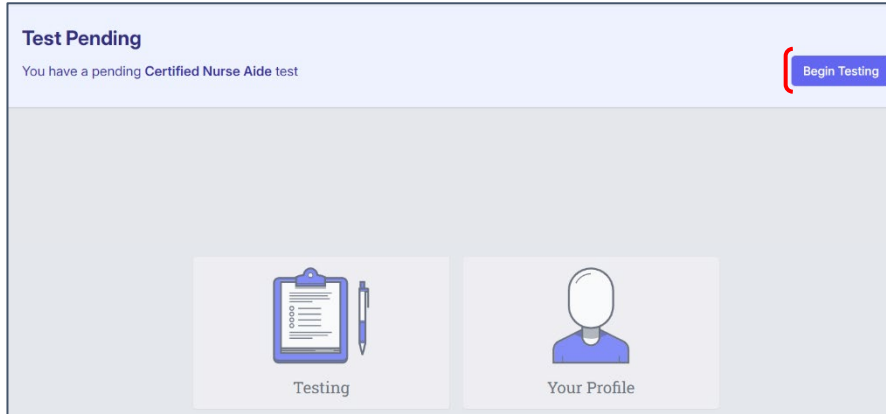 Test Pending
You have a pending Certified Nurse Aide test
Begin Testing
Testing
Your Profile